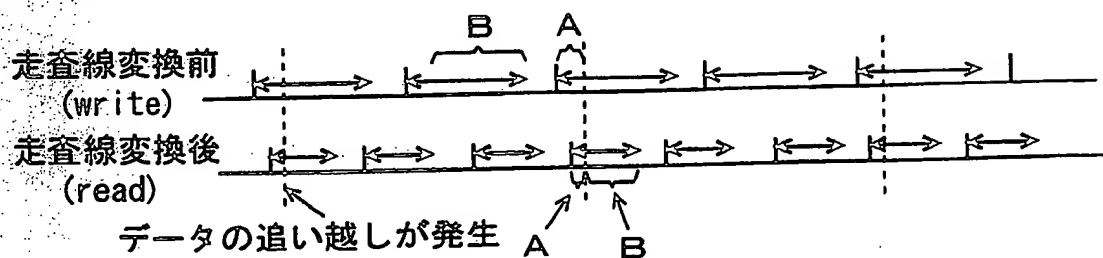 B A
走査線変換前
(write)
走査線変換後
(read)
データの追い越しが発生 A B